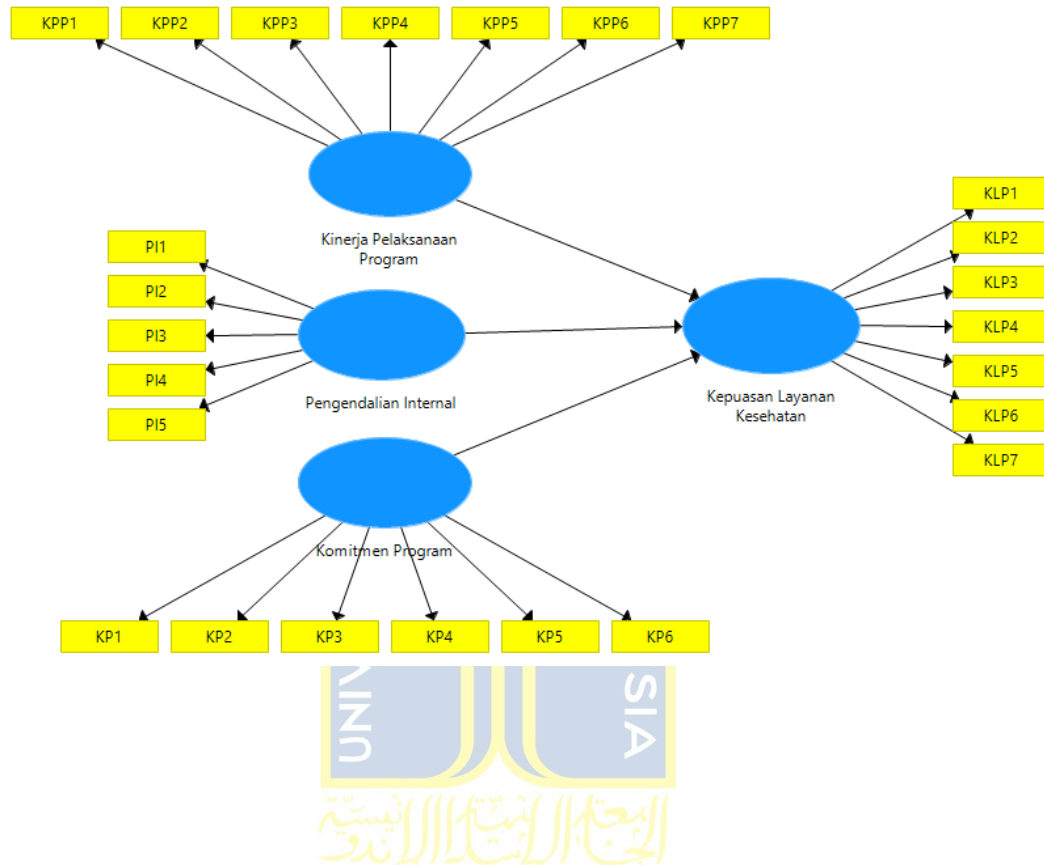 KPP1 KPP2 KPP3 KPP4 KPP5 KPP6 KPP7
Kinerja Pelaksanaan
Program
PI1
PI2
PI3
PI4
PI5
Pengendalian Internal
KLP1
KLP2
KLP3
KLP4
KLP5
KLP6
KLP7
Kepuasan Layanan
Kesehatan
Komitmen Program
KP1 KP2 KP3 KP4 KP5 KP6